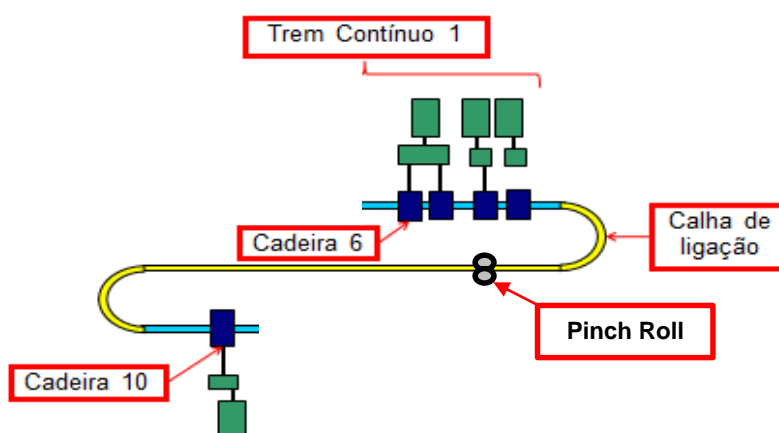 Trem Contínuo 1
Cadeira 6
Calha de
ligação
Pinch Roll
Cadeira 10